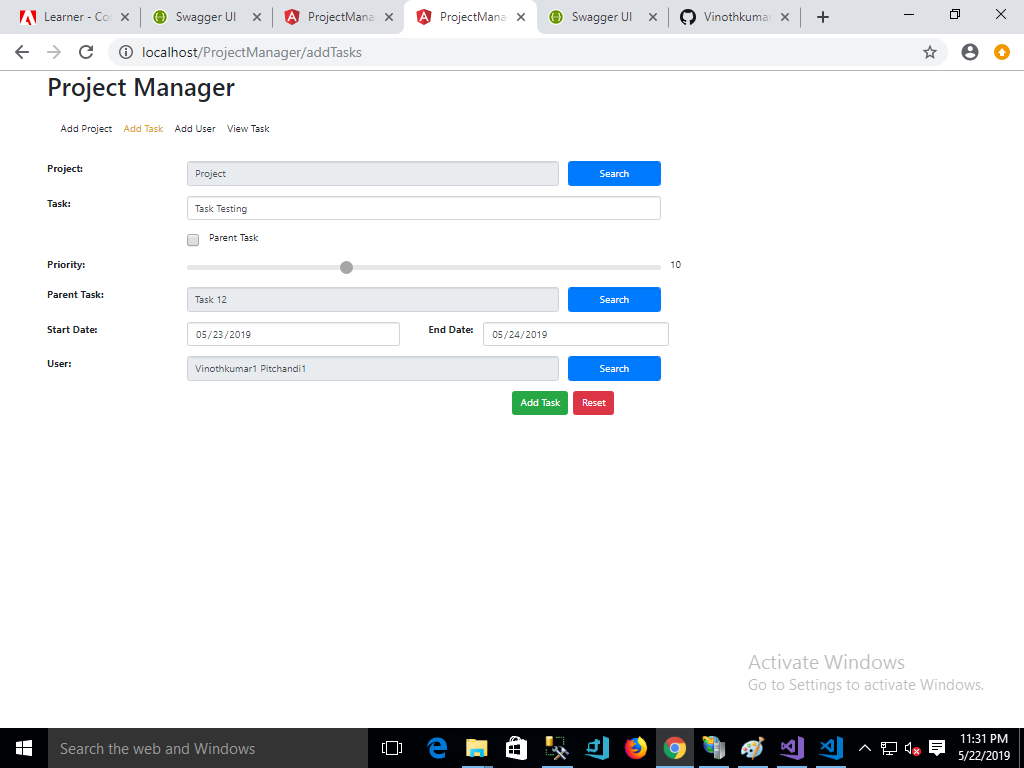 Learner - Co
Swagger UI
ProjectMana
ProjectMana
Swagger UI
Vinothkumar
localhost/ProjectManager/addTasks
Project Manager
Add Project Add Task Add User View Task
Project: Project Search
Task: Task Testing
Parent Task
Priority: 10
Parent Task: Task 12 Search
Start Date: 05/23/2019 End Date: 05/24/2019
User: Vinothkumar1 Pitchandi1 Search
Add Task Reset
Activate Windows
Go to Settings to activate Windows.
Search the web and Windows
11:31 PM
5/22/2019